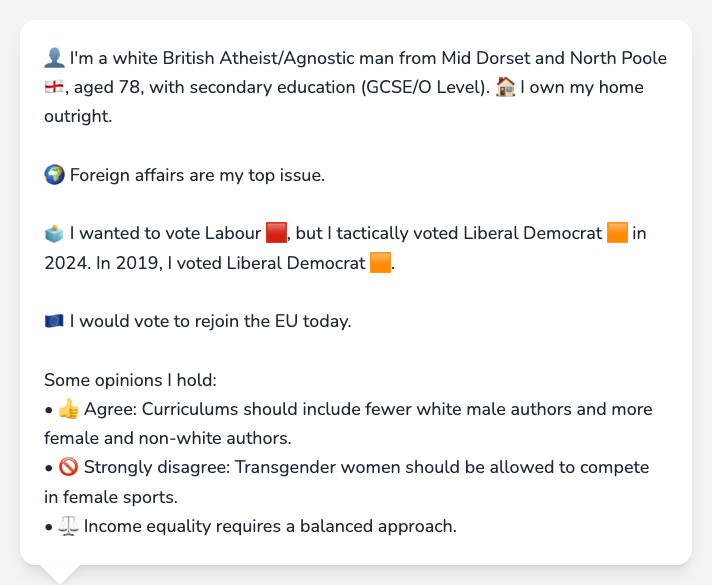 👤 I'm a white British Atheist/Agnostic man from Mid Dorset and North Poole
🏴󠁧󠁢󠁥󠁮󠁧󠁿, aged 78, with secondary education (GCSE/O Level). 🏠 I own my home
outright.
🌍 Foreign affairs are my top issue.
🗳️ I wanted to vote Labour 🟥, but I tactically voted Liberal Democrat 🟧 in
2024. In 2019, I voted Liberal Democrat 🟧.
🇪🇺 I would vote to rejoin the EU today.
Some opinions I hold:
• 👍 Agree: Curriculums should include fewer white male authors and more
female and non-white authors.
• 🚫 Strongly disagree: Transgender women should be allowed to compete
in female sports.
• ⚖️ Income equality requires a balanced approach.